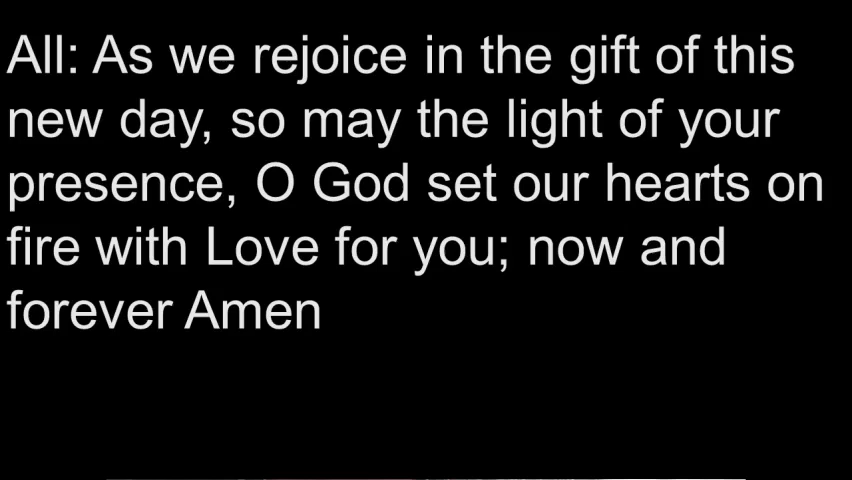 All: As we rejoice in the gift of this
new day, so may the light of your
presence, O God set our hearts on
fire with Love for you; now and
forever Amen